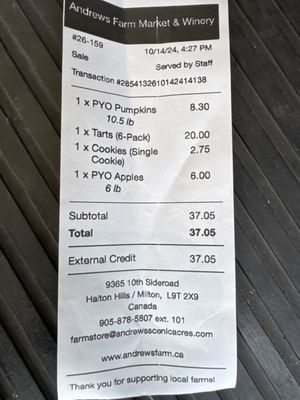 Andrews Farm Market & Winery
#26-159
10/14/24, 4:27 PM
Sale
Served by Staff
Transaction #2854132610142414138
1 x PYO Pumpkins 8.30
10.5 lb
1 x Tarts (6-Pack) 20.00
1 x Cookies (Single 2.75
Cookie)
1 x PYO Apples 6.00
6 lb
Subtotal 37.05
Total 37.05
External Credit 37.05
9365 10th Sideroad
Halton Hills / Milton, L9T 2X9
Canada
905-878-5807 ext. 101
farmstore@andrewsscenicacres.com
www.andrewsfarm.ca
Thank you for supporting local farms!